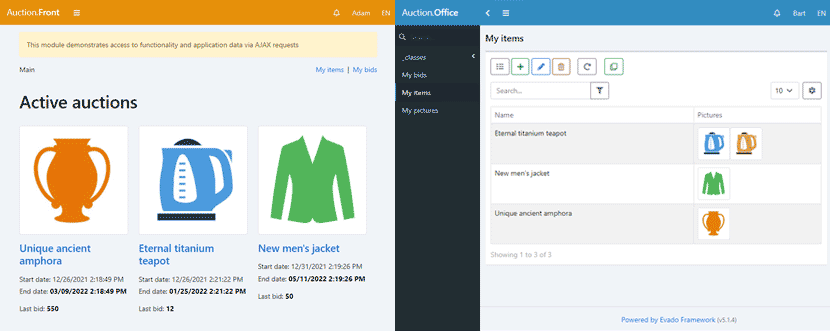 Auction.Front
Adam
EN
This module demonstrates access to functionality and application data via AJAX requests
Main
My items | My bids
Active auctions
Unique ancient
amphora
Start date: 12/26/2021 2:18:49 PM
End date: 03/09/2022 2:18:49 PM
Last bid: 550
Eternal titanium
teapot
Start date: 12/26/2021 2:21:22 PM
End date: 01/25/2022 2:21:22 PM
Last bid: 12
New men's jacket
Start date: 12/31/2021 2:19:26 PM
End date: 05/11/2022 2:19:26 PM
Last bid: 50
Auction.Office
Bart
EN
_classes
My bids
My items
My pictures
My items
Search...
10
Name
Pictures
Eternal titanium teapot
New men's jacket
Unique ancient amphora
Showing 1 to 3 of 3
Powered by Evado Framework (v5.1.4)